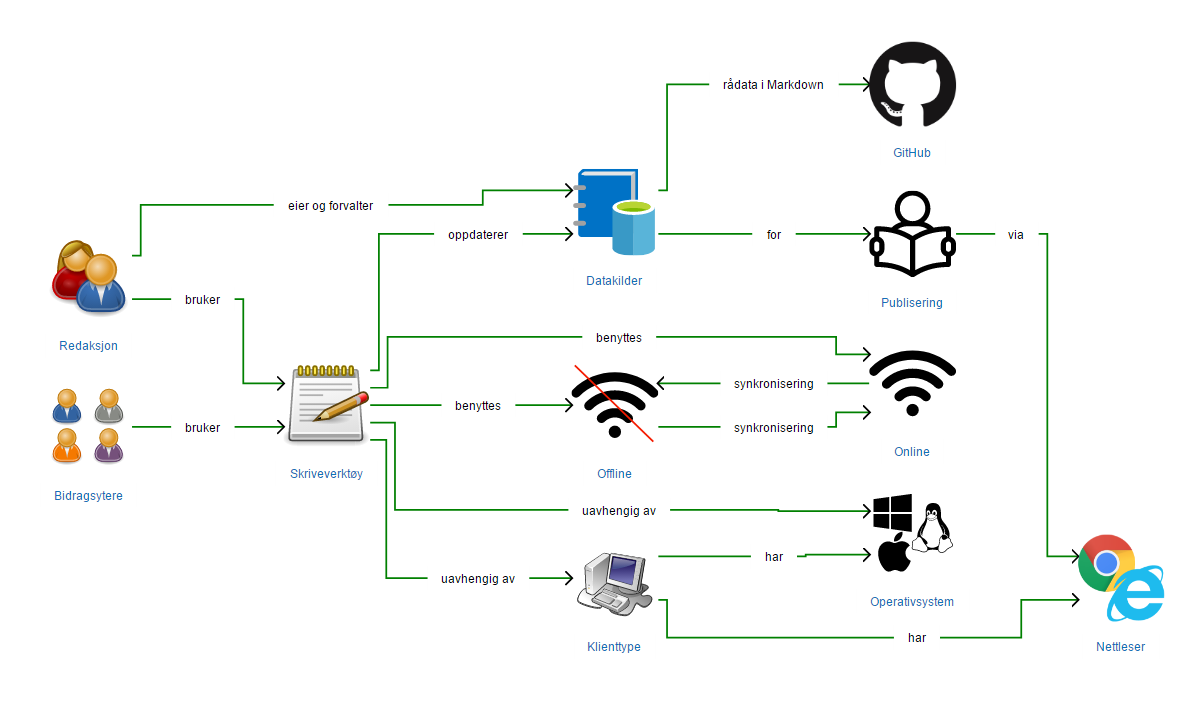 rådata i Markdown
GitHub
eier og forvalter
oppdaterer
for
via
Datakilder
Publisering
bruker
Redaksjon
benyttes
synkronisering
benyttes
bruker
synkronisering
Online
Skriveverktøy
Offline
Bidragsytere
uavhengig av
har
uavhengig av
Operativsystem
har
Klienttype
Nettleser